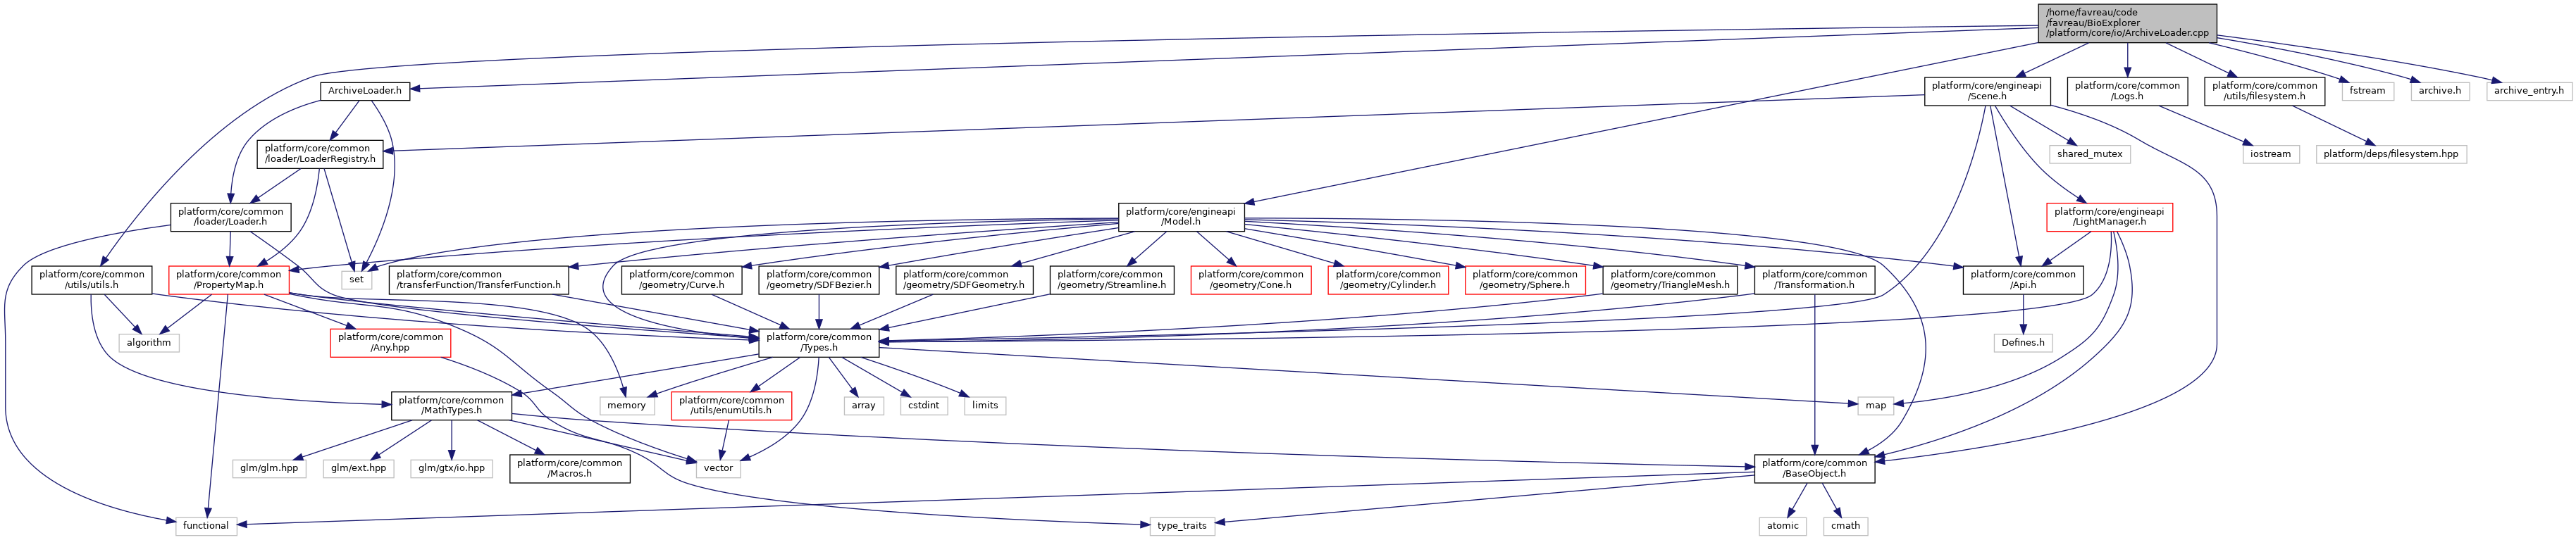 /home/favreau/code
/favreau/BioExplorer
/platform/core/io/ArchiveLoader.cpp
ArchiveLoader.h
platform/core/engineapi
/Scene.h
platform/core/common
/Logs.h
platform/core/common
/utils/filesystem.h
fstream
archive.h
archive_entry.h
platform/core/common
/loader/LoaderRegistry.h
shared_mutex
iostream
platform/deps/filesystem.hpp
platform/core/common
/loader/Loader.h
platform/core/engineapi
/Model.h
platform/core/engineapi
/LightManager.h
platform/core/common
/utils/utils.h
platform/core/common
/PropertyMap.h
set
platform/core/common
/transferFunction/TransferFunction.h
platform/core/common
/geometry/Curve.h
platform/core/common
/geometry/SDFBezier.h
platform/core/common
/geometry/SDFGeometry.h
platform/core/common
/geometry/Streamline.h
platform/core/common
/geometry/Cone.h
platform/core/common
/geometry/Cylinder.h
platform/core/common
/geometry/Sphere.h
platform/core/common
/geometry/TriangleMesh.h
platform/core/common
/Transformation.h
platform/core/common
/Api.h
algorithm
platform/core/common
/Any.hpp
platform/core/common
/Types.h
Defines.h
platform/core/common
/MathTypes.h
memory
platform/core/common
/utils/enumUtils.h
array
cstdint
limits
map
glm/glm.hpp
glm/ext.hpp
glm/gtx/io.hpp
platform/core/common
/Macros.h
vector
platform/core/common
/BaseObject.h
functional
type_traits
atomic
cmath